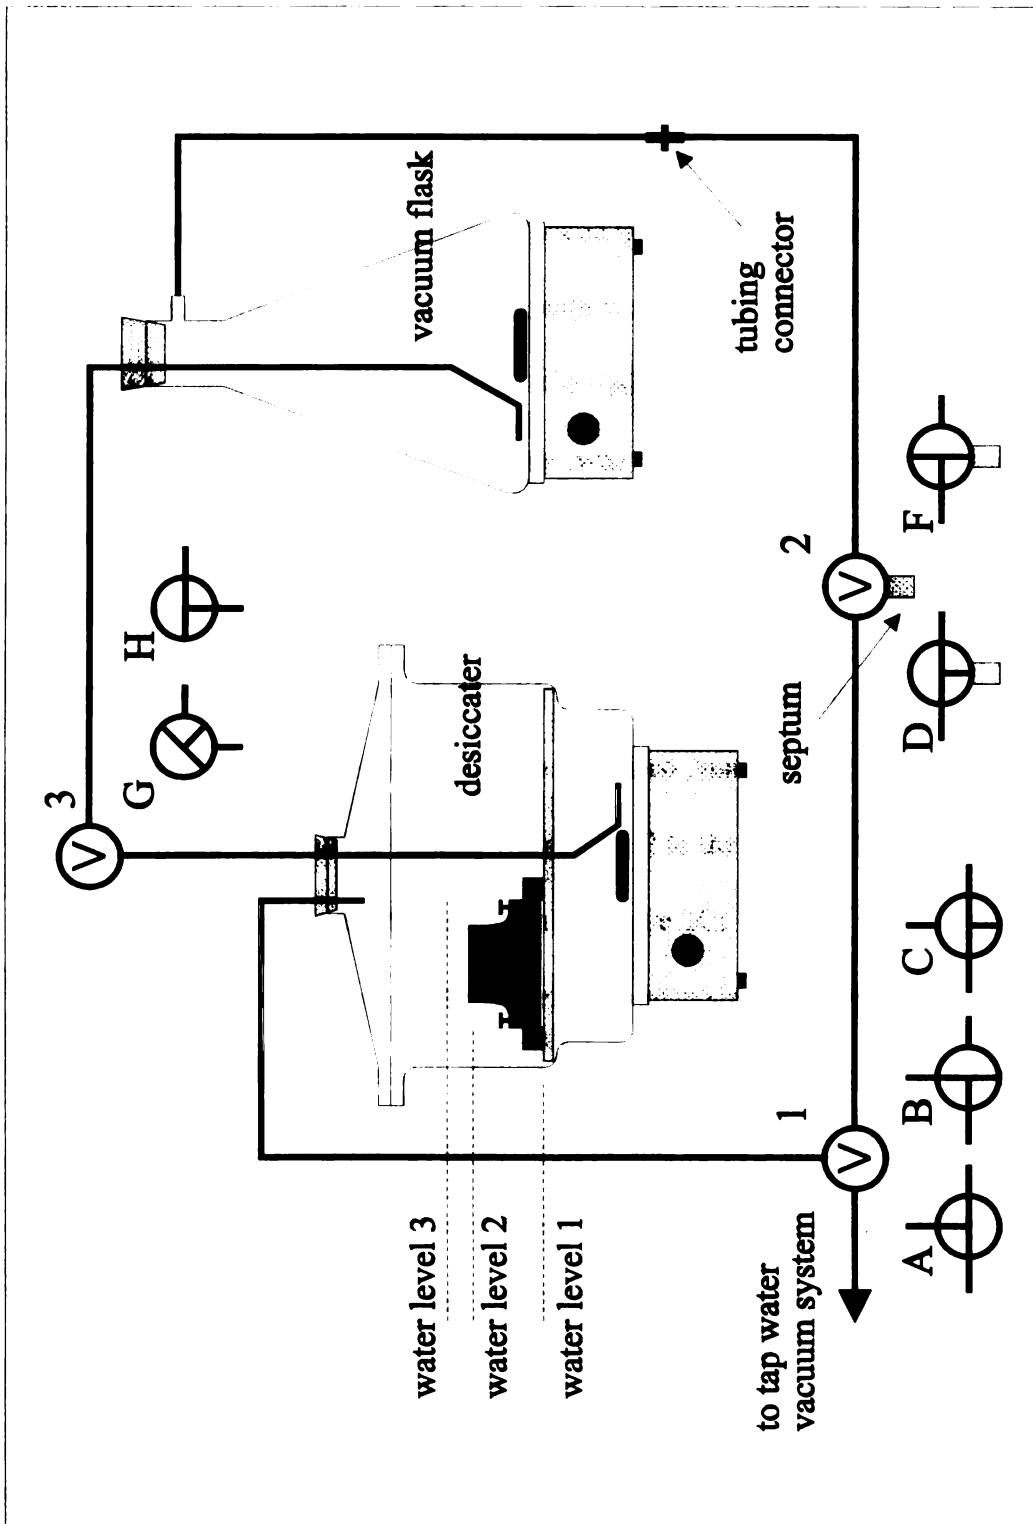 3
G
H
vacuum flask
desiccater
water level 3
water level 2
water level 1
tubing
connector
septum
to tap water
vacuum system
1
2
V
V
V
A
B
C
D
F